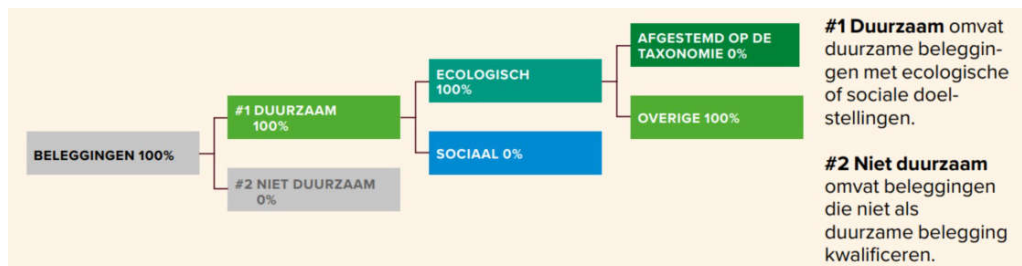 BELEGGINGEN 100%
#1 DUURZAAM
100%
#2 NIET DUURZAAM
0%
ECOLOGISCH
100%
SOCIAAL 0%
AFGESTEMD OP DE
TAXONOMIE 0%
OVERIGE 100%
#1 Duurzaam omvat
duurzame beleggin-
gen met ecologische
of sociale doel-
stellingen.
#2 Niet duurzaam
omvat beleggingen
die niet als
duurzame belegging
kwalificeren.